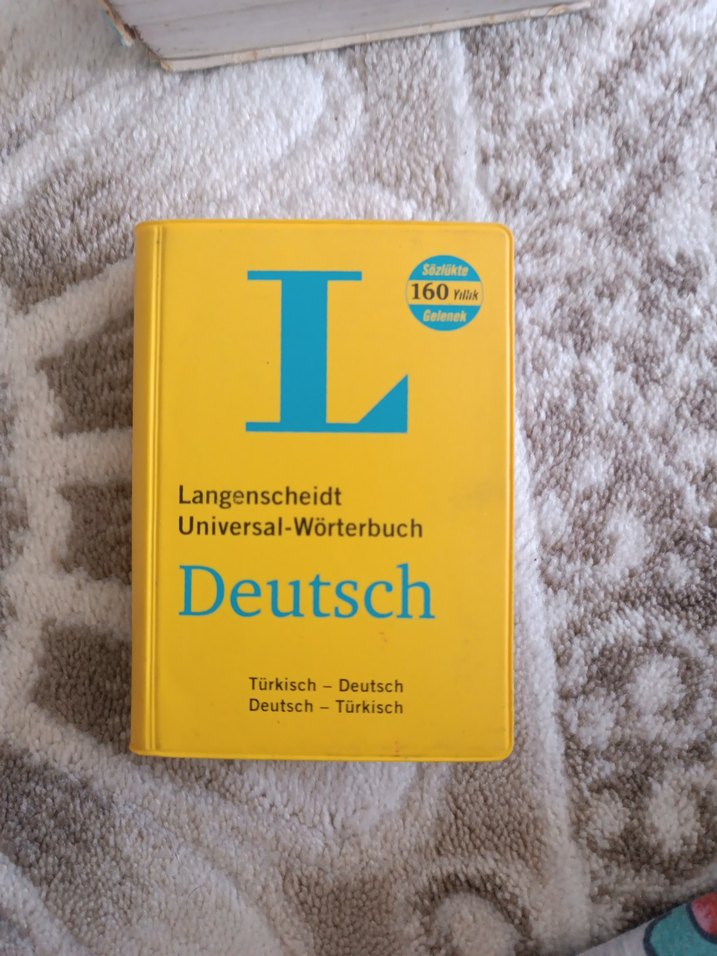 L
Sözlükte
160 Yıllık
Gelenek
Langenscheidt
Universal-Wörterbuch
Deutsch
Türkisch – Deutsch
Deutsch – Türkisch